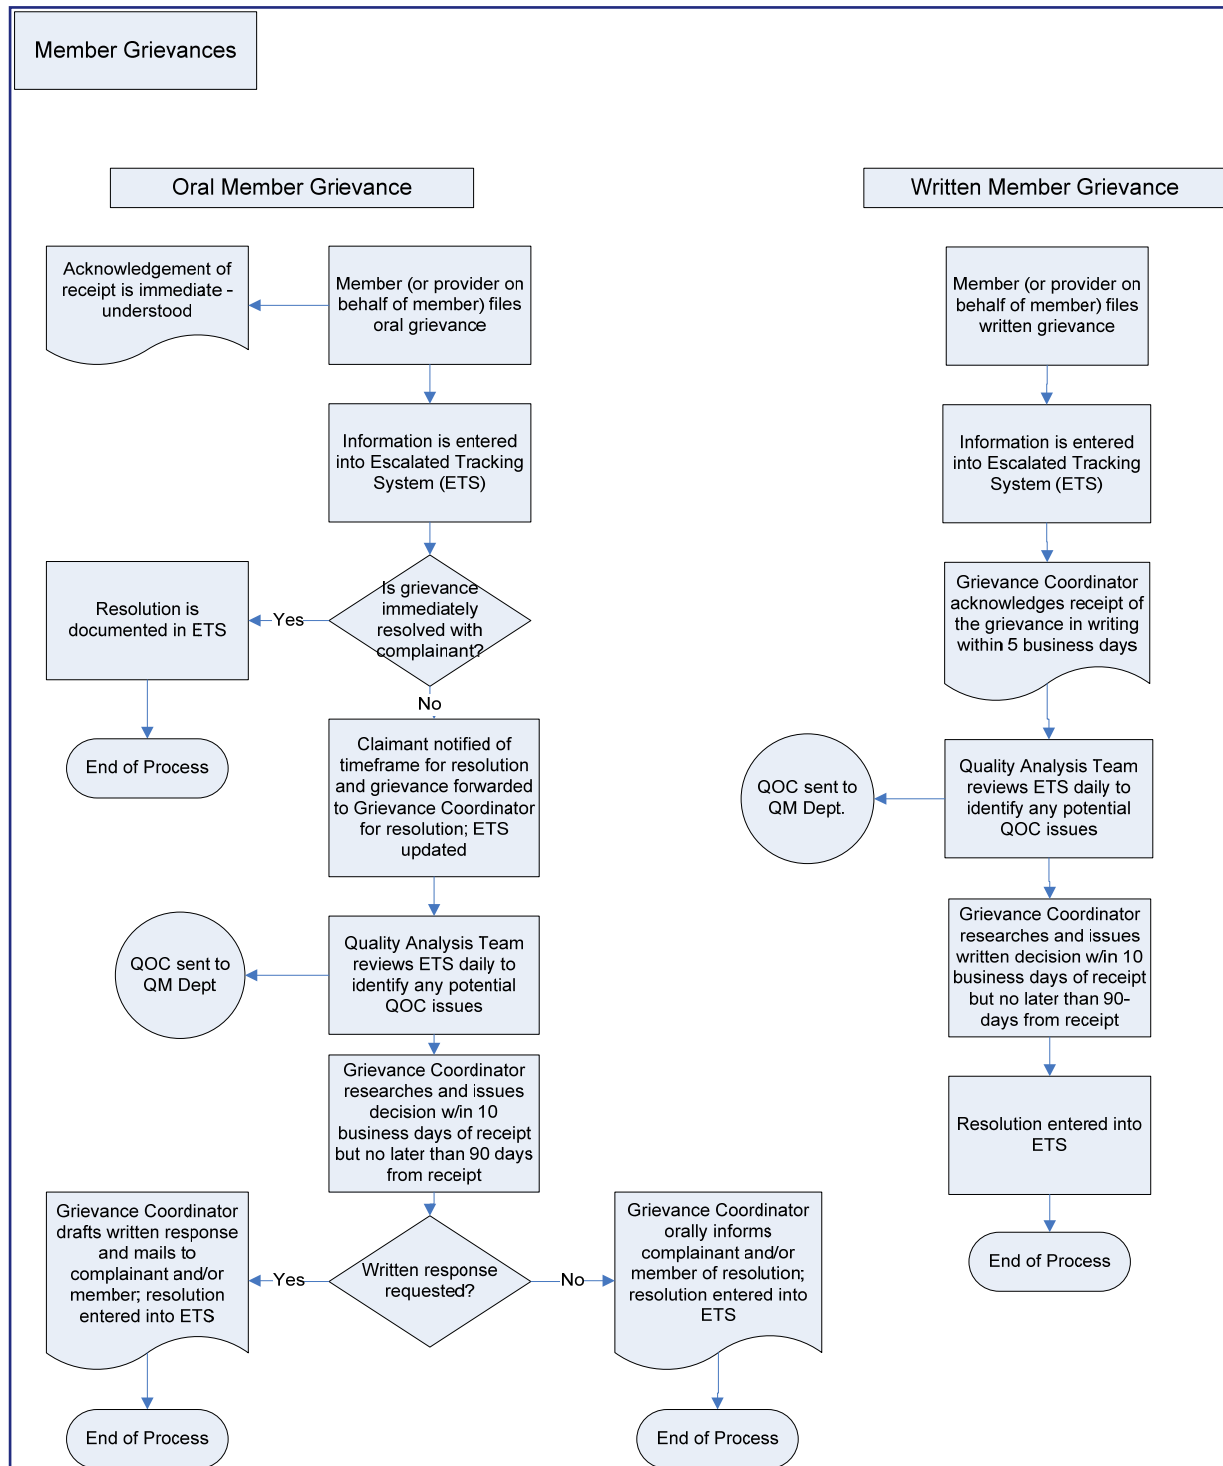 Member Grievances
Oral Member Grievance
Acknowledgement of
receipt is immediate -
understood
Member (or provider on
behalf of member) files
oral grievance
Information is entered
into Escalated Tracking
System (ETS)
Is grievance
immediately
resolved with
complainant?
Yes
Resolution is
documented in ETS
End of Process
No
Claimant notified of
timeframe for resolution
and grievance forwarded
to Grievance Coordinator
for resolution; ETS
updated
Quality Analysis Team
reviews ETS daily to
identify any potential
QOC issues
QOC sent to
QM Dept
Grievance Coordinator
researches and issues
decision w/in 10
business days of receipt
but no later than 90 days
from receipt
Written response
requested?
Yes
Grievance Coordinator
drafts written response
and mails to
complainant and/or
member; resolution
entered into ETS
End of Process
No
Grievance Coordinator
orally informs
complainant and/or
member of resolution;
resolution entered into
ETS
End of Process
Written Member Grievance
Member (or provider on
behalf of member) files
written grievance
Information is entered
into Escalated Tracking
System (ETS)
Grievance Coordinator
acknowledges receipt of
the grievance in writing
within 5 business days
Quality Analysis Team
reviews ETS daily to
identify any potential
QOC issues
QOC sent to
QM Dept.
Grievance Coordinator
researches and issues
written decision w/in 10
business days of receipt
but no later than 90-
days from receipt
Resolution entered into
ETS
End of Process